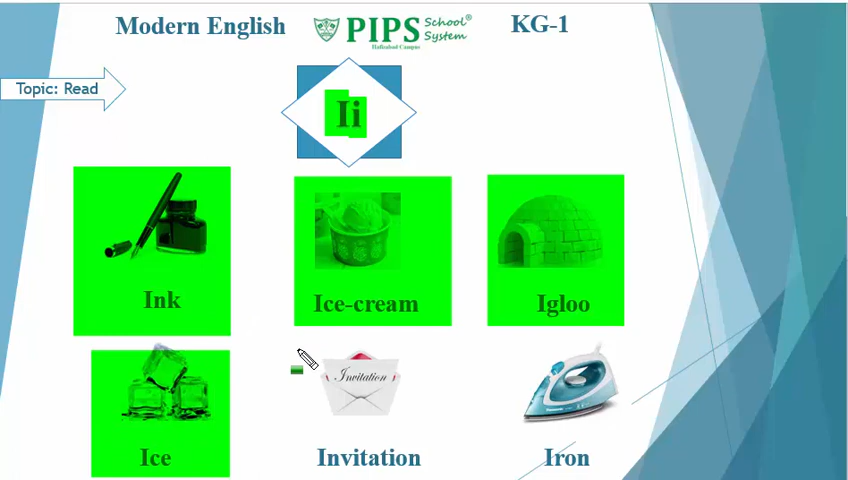 Modern English
PIPS School System®
Hafizabad Campus
KG-1
Topic: Read
Ii
Ink
Ice-cream
Igloo
Invitation
Ice
Invitation
Iron